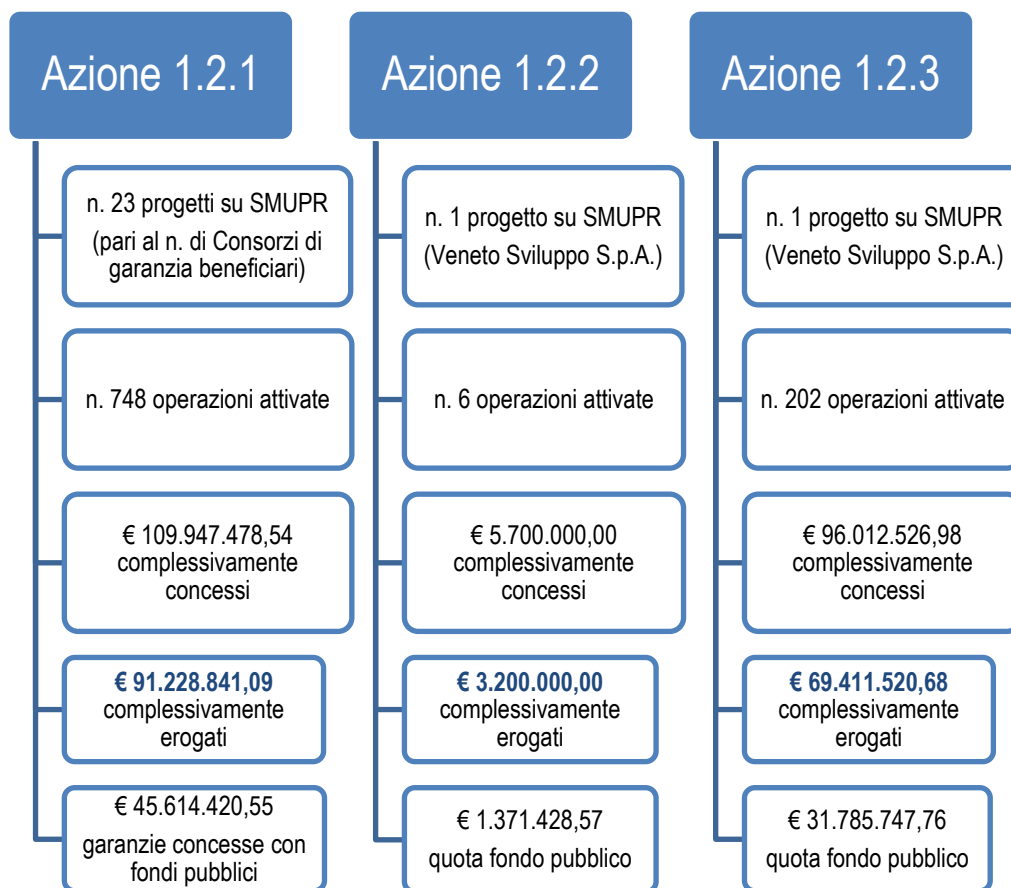 Azione 1.2.1
n. 23 progetti su SMUPR
(pari al n. di Consorzi di
garanzia beneficiari)
n. 748 operazioni attivate
€ 109.947.478,54
complessivamente
concessi
€ 91.228.841,09
complessivamente
erogati
€ 45.614.420,55
garanzie concesse con
fondi pubblici
Azione 1.2.2
n. 1 progetto su SMUPR
(Veneto Sviluppo S.p.A.)
n. 6 operazioni attivate
€ 5.700.000,00
complessivamente
concessi
€ 3.200.000,00
complessivamente
erogati
€ 1.371.428,57
quota fondo pubblico
Azione 1.2.3
n. 1 progetto su SMUPR
(Veneto Sviluppo S.p.A.)
n. 202 operazioni attivate
€ 96.012.526,98
complessivamente
concessi
€ 69.411.520,68
complessivamente
erogati
€ 31.785.747,76
quota fondo pubblico